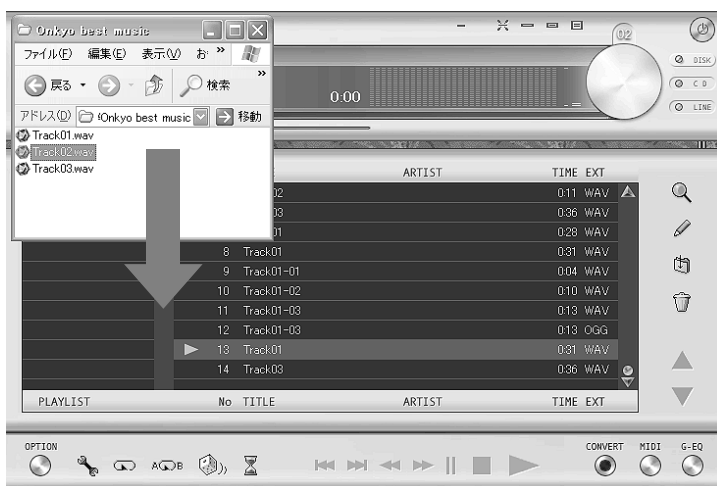 Onkyo best music
ファイル(F) 編集(E) 表示(V) お »
戻る 検索 »
アドレス(D) Onkyo best music 移動
Track01.wav
Track02.wav
Track03.wav
02
DISK
CD
LINE
0:00
ARTIST TIME EXT
02 0:11 WAV
03 0:36 WAV
01 0:28 WAV
8 Track01 0:31 WAV
9 Track01-01 0:04 WAV
10 Track01-02 0:10 WAV
11 Track01-03 0:13 WAV
12 Track01-03 0:13 OGG
13 Track01 0:31 WAV
14 Track03 0:36 WAV
PLAYLIST No TITLE ARTIST TIME EXT
OPTION CONVERT MIDI G-EQ
A B